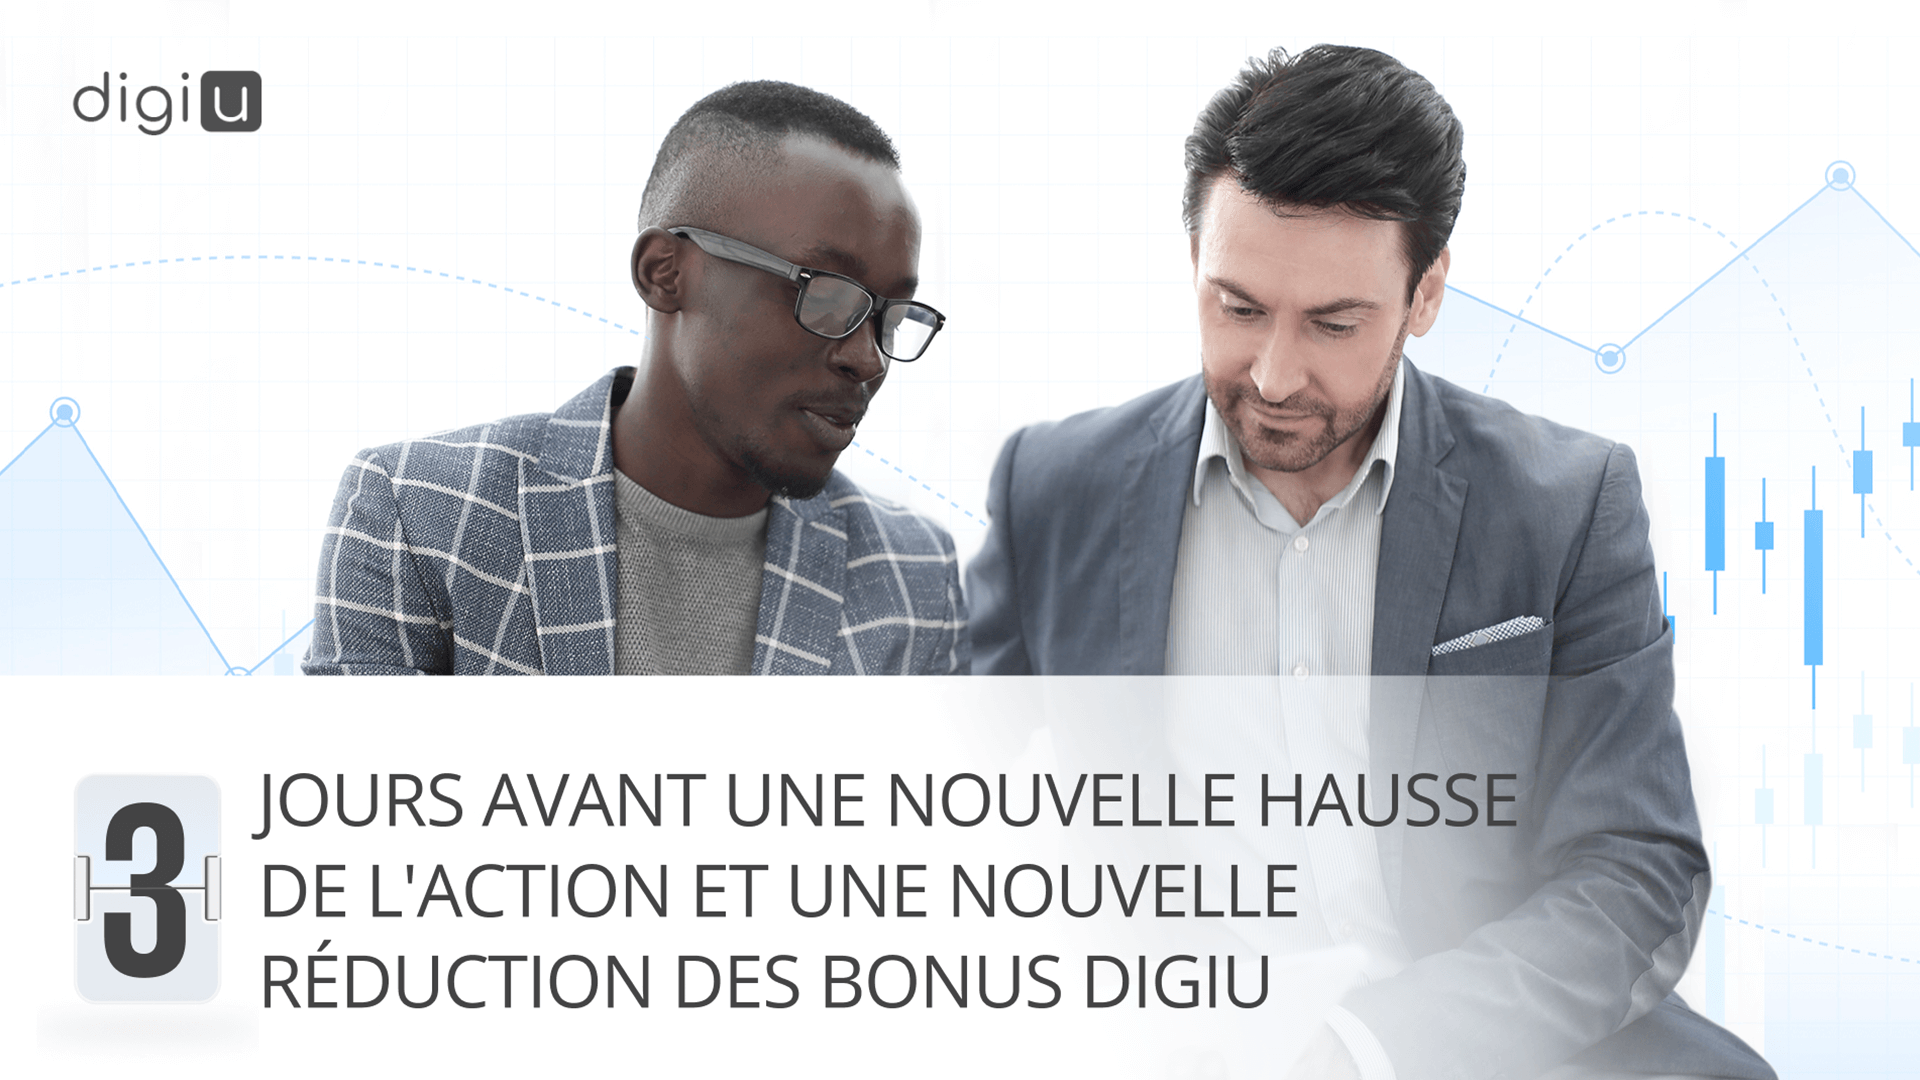 digiu
3
JOURS AVANT UNE NOUVELLE HAUSSE
DE L'ACTION ET UNE NOUVELLE
RÉDUCTION DES BONUS DIGIU